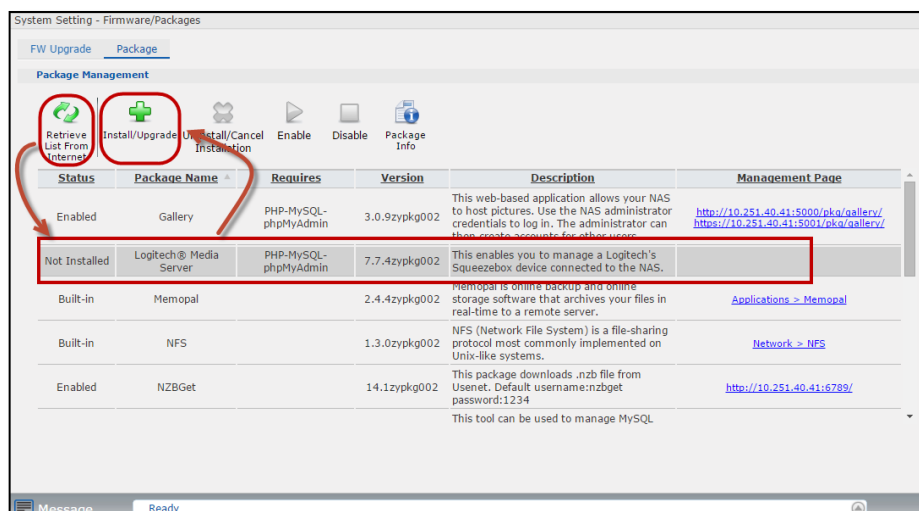 System Setting - Firmware/Packages
FW Upgrade Package
Package Management
Retrieve
List From
Internet
Install/Upgrade
Uninstall/Cancel
Installation
Enable
Disable
Package
Info
Status Package Name Requires Version Description Management Page
Enabled
Gallery
PHP-MySQL-
phpMyAdmin
3.0.9zypkg002
This web-based application allows your NAS
to host pictures. Use the NAS administrator
credentials to log in. The administrator can
then create accounts for other users.
http://10.251.40.41:5000/pkg/gallery/
https://10.251.40.41:5001/pkg/gallery/
Not Installed
Logitech® Media
Server
PHP-MySQL-
phpMyAdmin
7.7.4zypkg002
This enables you to manage a Logitech's
Squeezebox device connected to the NAS.
Built-in
Memopal
2.4.4zypkg002
Memopal is online backup and online
storage software that archives your files in
real-time to a remote server.
Applications > Memopal
Built-in
NFS
1.3.0zypkg002
NFS (Network File System) is a file-sharing
protocol most commonly implemented on
Unix-like systems.
Network > NFS
Enabled
NZBGet
14.1zypkg002
This package downloads .nzb file from
Usenet. Default username:nzbget
password:1234
http://10.251.40.41:6789/
This tool can be used to manage MySQL
Message Ready